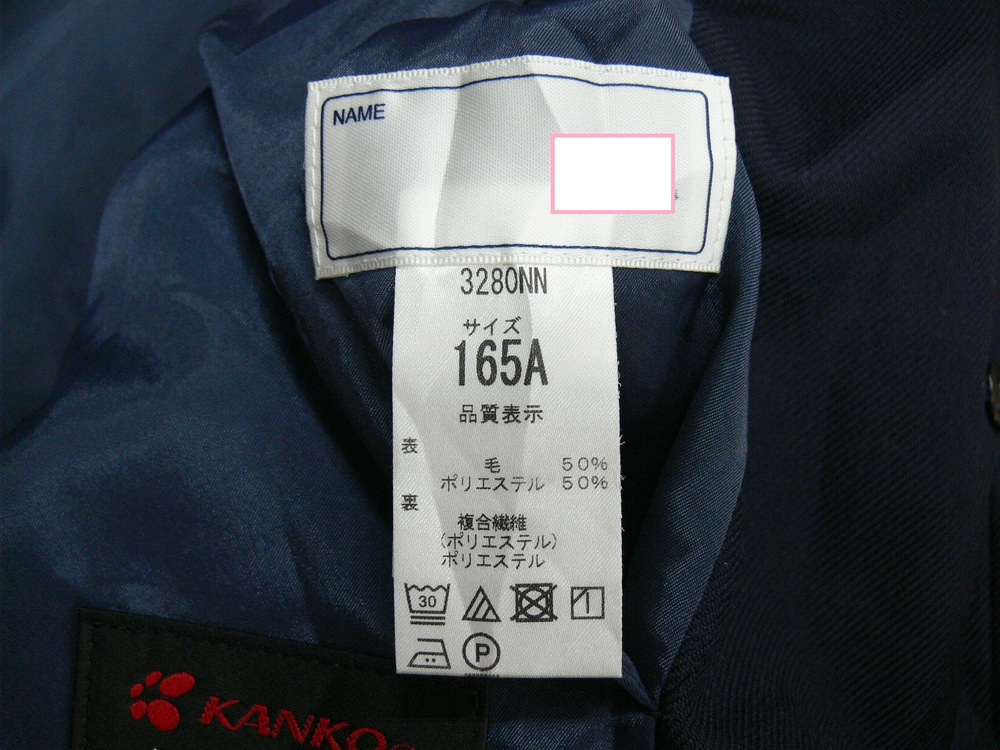 NAME
3280NN
サイズ
165A
品質表示
表
毛 50%
ポリエステル 50%
裏
複合繊維
(ポリエステル)
ポリエステル
30
P
KANKO